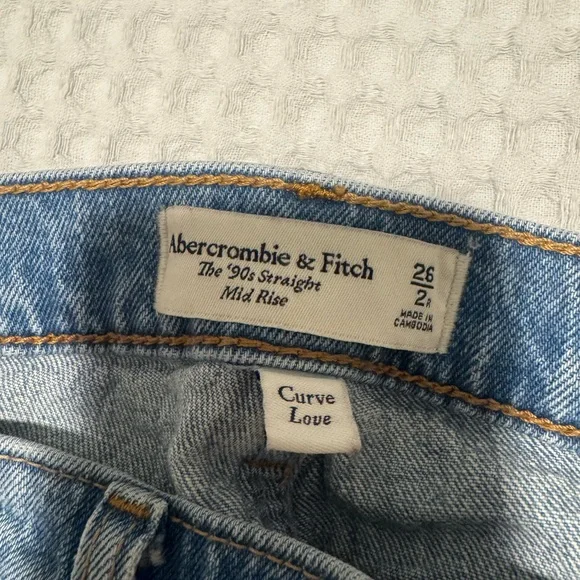 Abercrombie & Fitch
The '90s Straight
Mid Rise
26
2R
MADE IN
CAMBODIA
Curve
Love